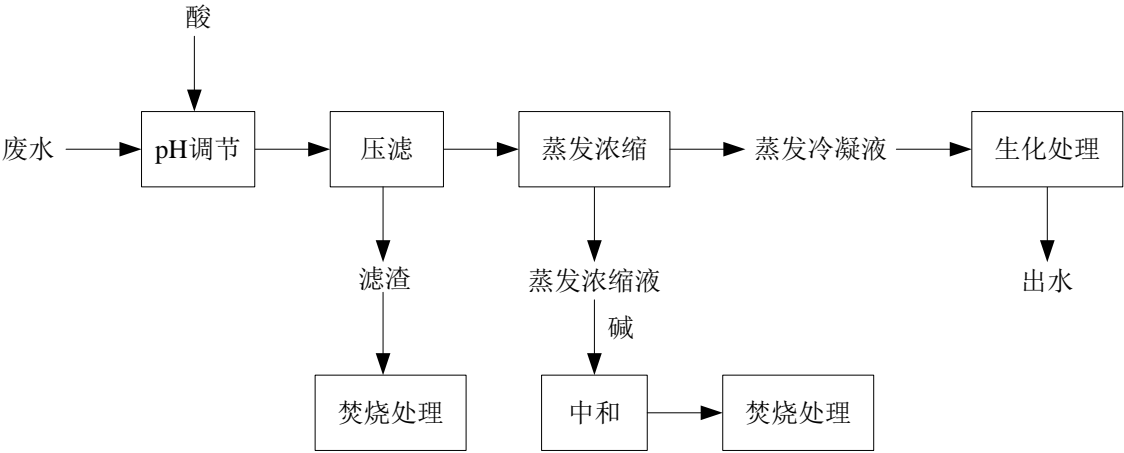 酸
废水
pH调节
压滤
蒸发浓缩
蒸发冷凝液
生化处理
滤渣
蒸发浓缩液
出水
碱
焚烧处理
中和
焚烧处理